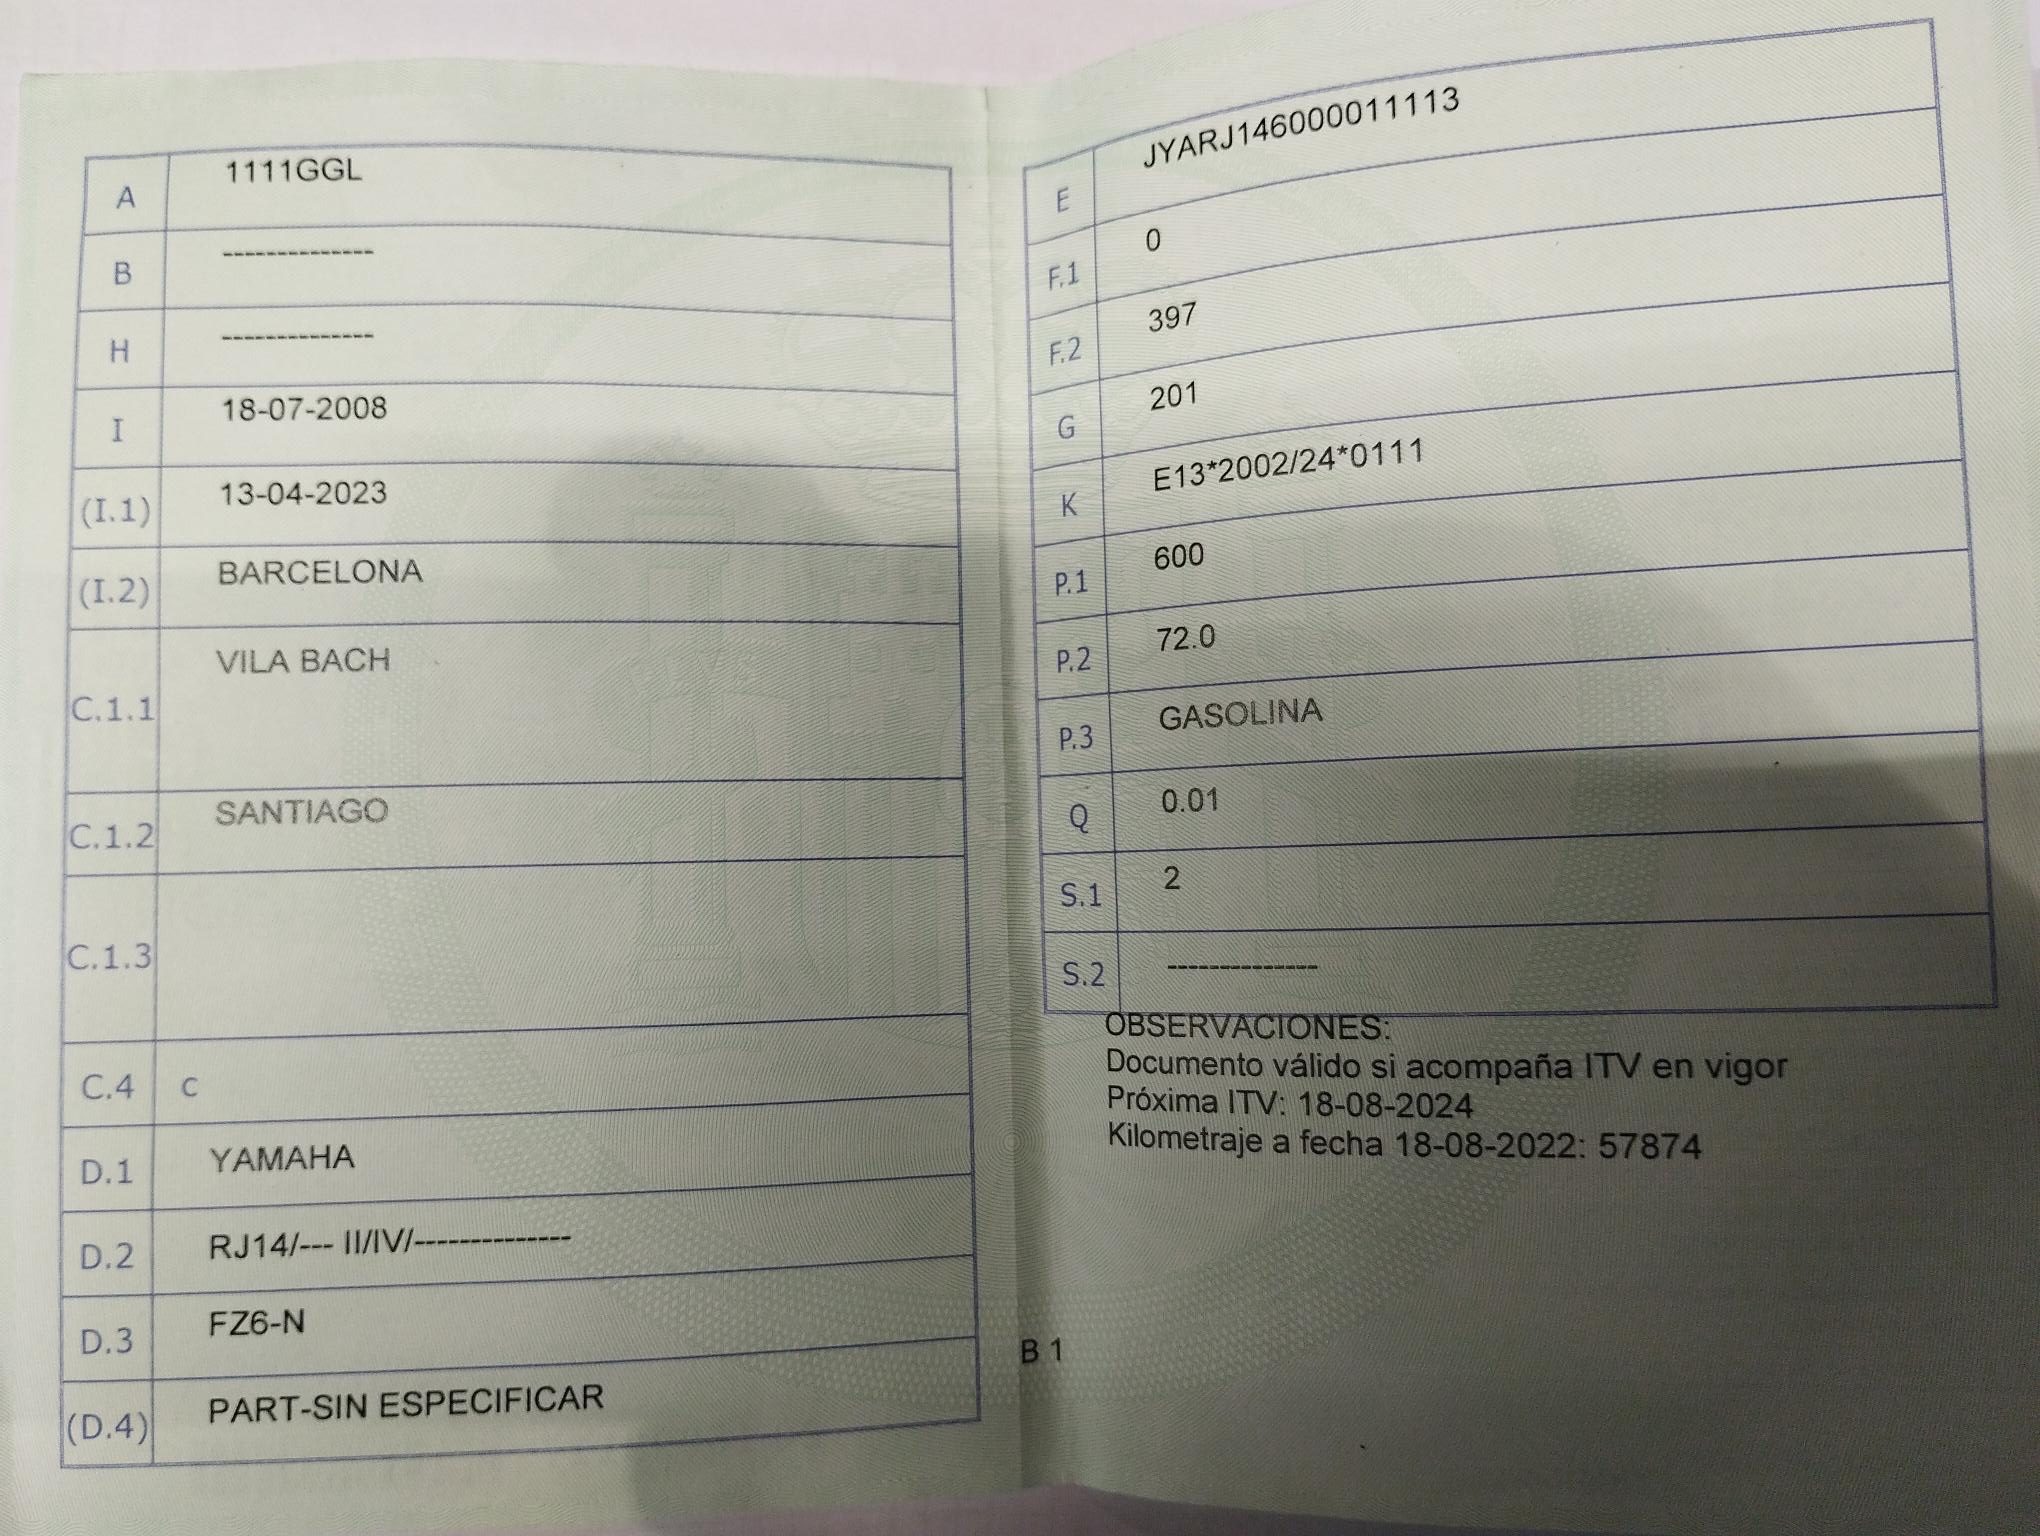 A 1111GGL
B --------------
H --------------
I 18-07-2008
(I.1) 13-04-2023
(I.2) BARCELONA
C.1.1 VILA BACH
C.1.2 SANTIAGO
C.1.3
C.4 c
D.1 YAMAHA
D.2 RJ14/--- II/IV/--------------
D.3 FZ6-N
(D.4) PART-SIN ESPECIFICAR
E JYARJ146000011113
F.1 0
F.2 397
G 201
K E13*2002/24*0111
P.1 600
P.2 72.0
P.3 GASOLINA
Q 0.01
S.1 2
S.2 --------------
OBSERVACIONES:
Documento válido si acompaña ITV en vigor
Próxima ITV: 18-08-2024
Kilometraje a fecha 18-08-2022: 57874
B 1